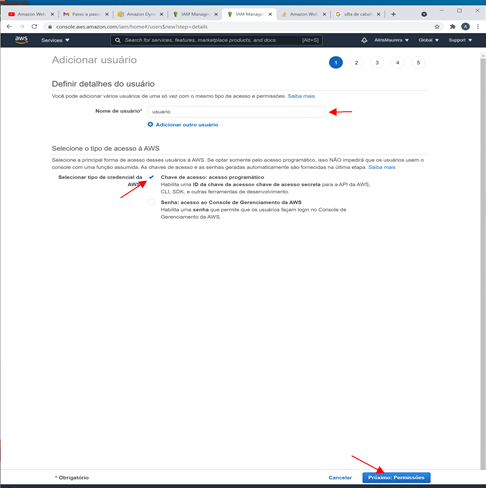 Amazon Web
Passo a passo
Amazon Dyn
IAM Manage
IAM Manage
Amazon Web
console.aws.amazon.com/iam/home#/users$new?step=details
aws
Services
Search for services, features, marketplace products, and docs
[Alt+S]
Global
Support
Adicionar usuário
1 2 3 4 5
Definir detalhes do usuário
Você pode adicionar vários usuários de uma só vez com o mesmo tipo de acesso e permissões. Saiba mais
Nome de usuário*
usuário
Adicionar outro usuário
Selecione o tipo de acesso à AWS
Selecione a principal forma de acesso desses usuários à AWS. Se optar somente pelo acesso programático, isso NÃO impedirá que os usuários usem o
console com uma função assumida. As chaves de acesso e as senhas geradas automaticamente são fornecidas na última etapa. Saiba mais
Selecionar tipo de credencial da
AWS
Chave de acesso: acesso programático
Habilita uma ID da chave de acesso e chave de acesso secreta para a API da AWS,
CLI, SDK, e outras ferramentas de desenvolvimento.
Senha: acesso ao Console de Gerenciamento da AWS
Habilita uma senha que permite que os usuários façam login no Console de
Gerenciamento da AWS.
* Obrigatório
Cancelar
Próximo: Permissões